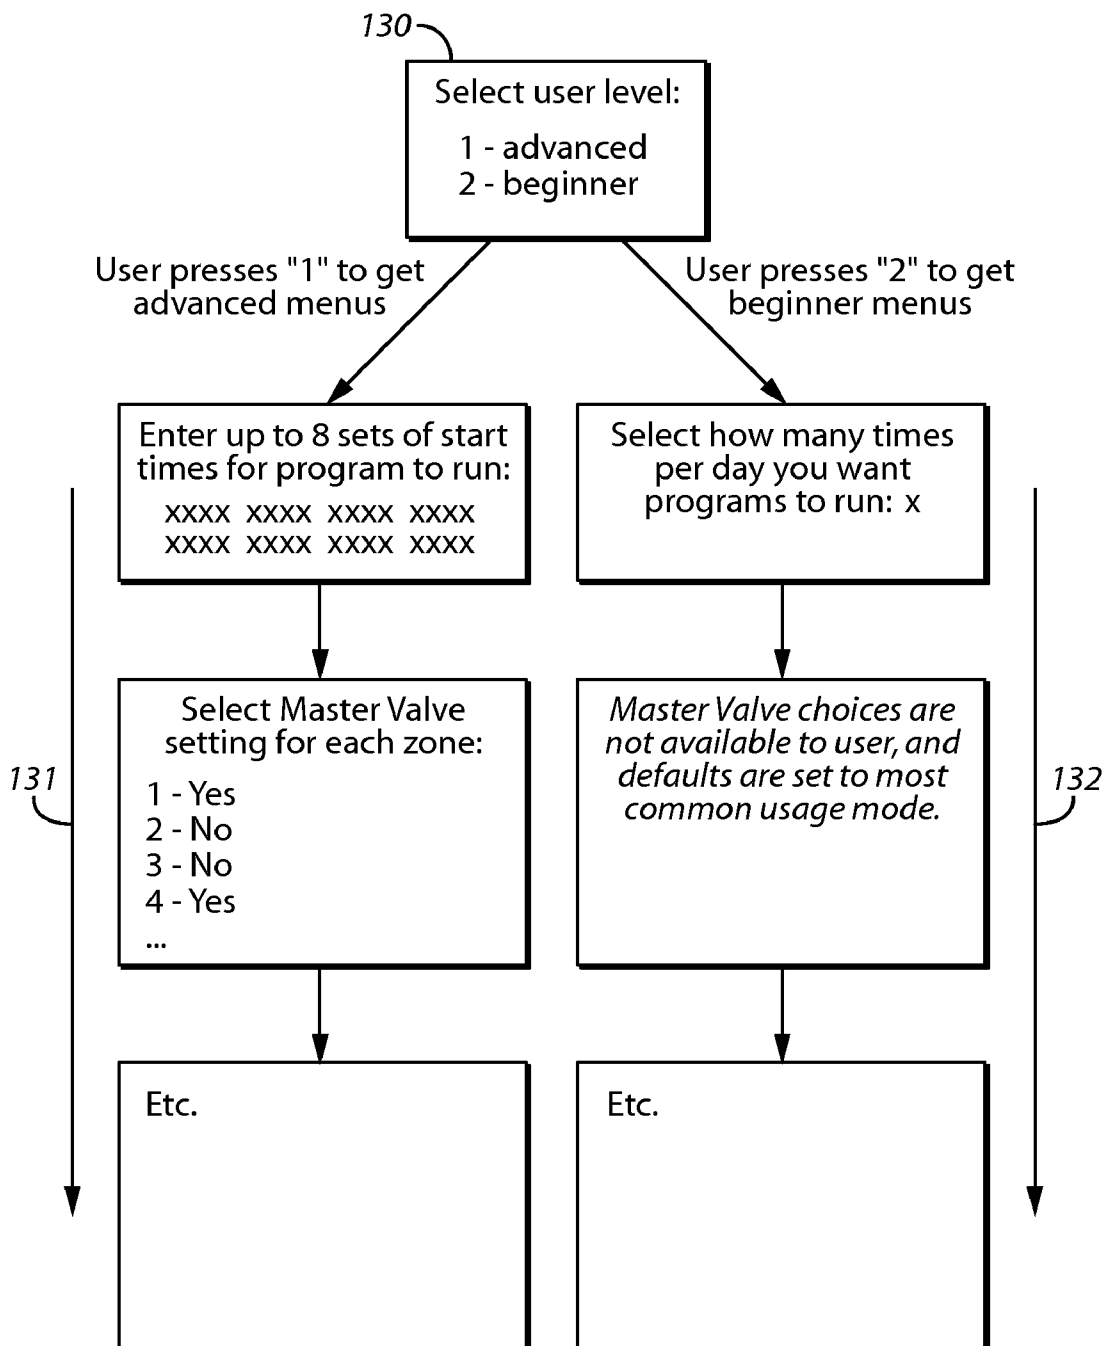 130
Select user level:
1 - advanced
2 - beginner
User presses "1" to get
advanced menus
User presses "2" to get
beginner menus
Enter up to 8 sets of start
times for program to run:
xxxx xxxx xxxx xxxx
xxxx xxxx xxxx xxxx
Select how many times
per day you want
programs to run: x
131
Select Master Valve
setting for each zone:
1 - Yes
2 - No
3 - No
4 - Yes
...
Master Valve choices are
not available to user, and
defaults are set to most
common usage mode.
132
Etc.
Etc.